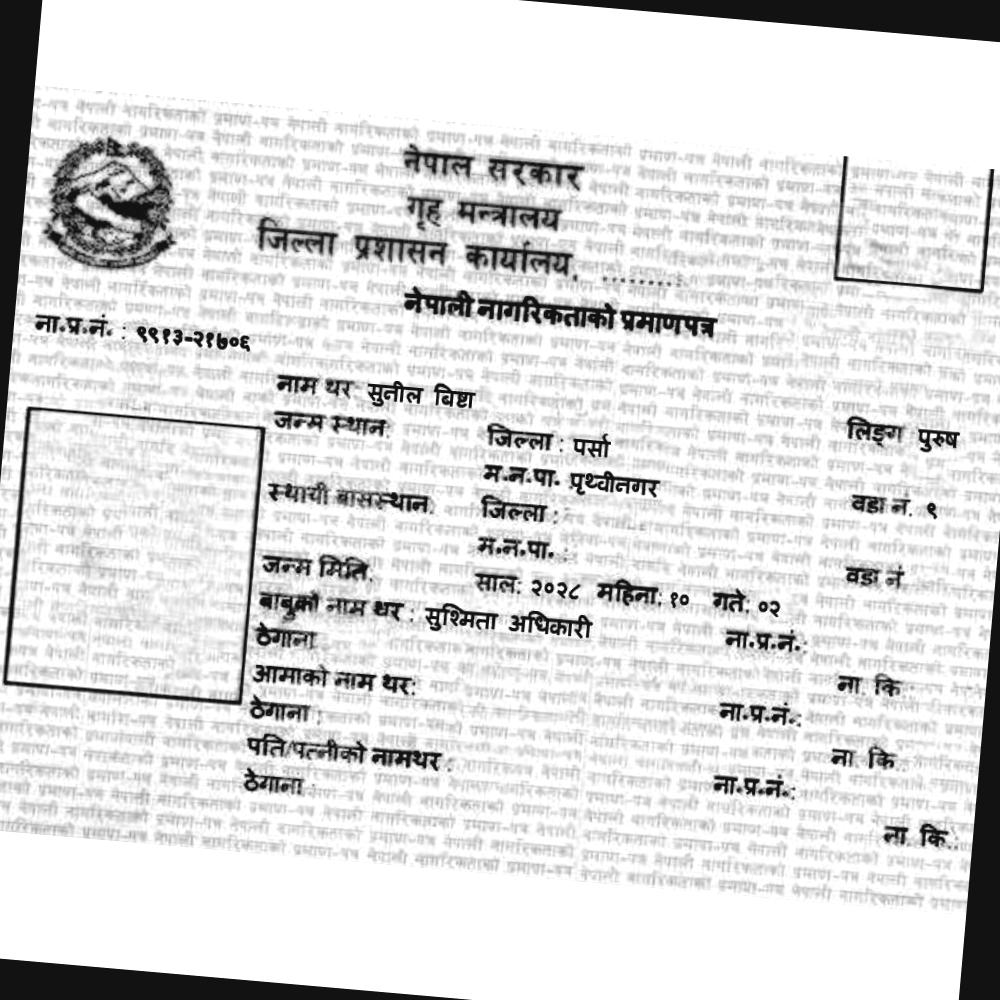 नेपाल सरकार
गृह मन्त्रालय
जिल्ला प्रशासन कार्यालय, ........:
नेपाली नागरिकताको प्रमाणपत्र
ना.प्र.नं. : ९९१३-२१७०६
नाम थर: सुनील बिष्टा
लिङ्ग पुरुष
जन्म स्थान:
जिल्ला : पर्सा
म.न.पा. पृथ्वीनगर
वडा नं. ९
स्थायी बासस्थान:
जिल्ला :
म.न.पा. :
वडा नं
जन्म मिति:
साल: २०२८ महिना: १० गते: ०२
बाबुको नाम थर : सुश्मिता अधिकारी
ना.प्र.नं.:
ठेगाना
ना. कि :
आमाको नाम थर:
ना.प्र.नं.:
ठेगाना :
ना. कि.:
पति/पत्नीको नामथर :
ना.प्र.नं.:
ठेगाना :
ना. कि.: